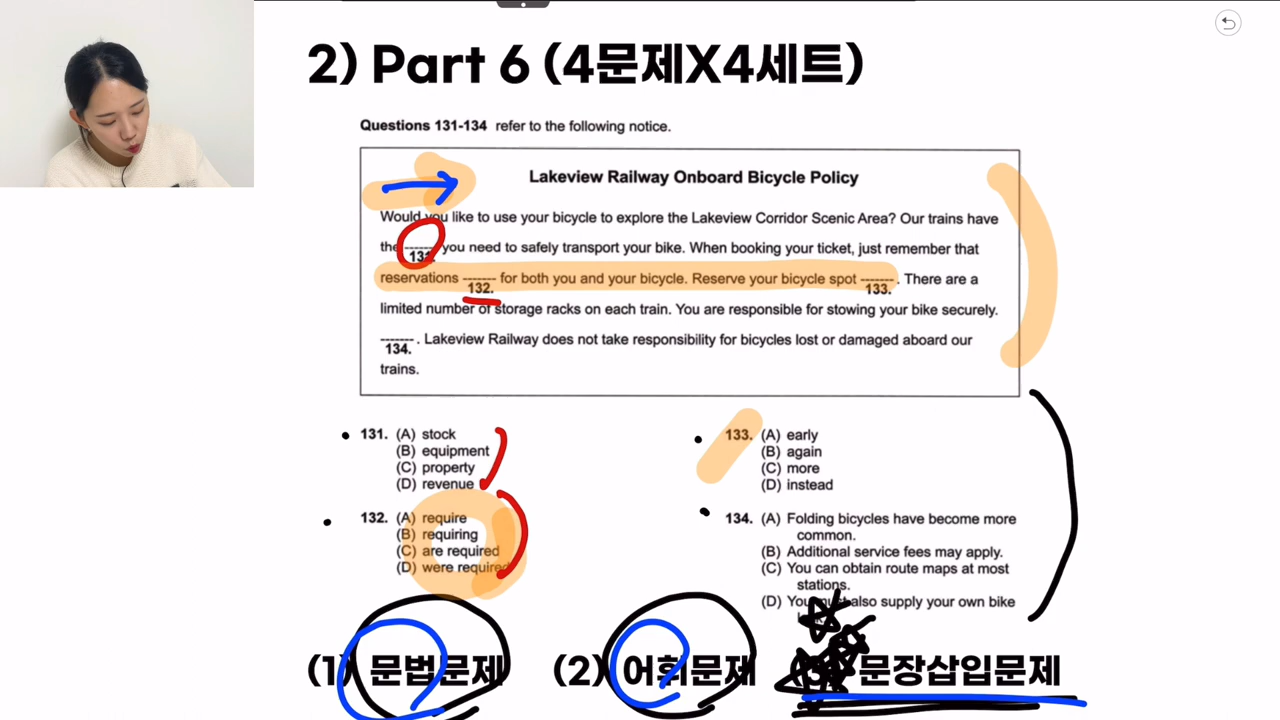 2) Part 6 (4문제X4세트)
Questions 131-134 refer to the following notice.
Lakeview Railway Onboard Bicycle Policy
Would you like to use your bicycle to explore the Lakeview Corridor Scenic Area? Our trains have
the ------- you need to safely transport your bike. When booking your ticket, just remember that
131.
reservations ------- for both you and your bicycle. Reserve your bicycle spot ------- . There are a
132. 133.
limited number of storage racks on each train. You are responsible for stowing your bike securely.
------- . Lakeview Railway does not take responsibility for bicycles lost or damaged aboard our
134.
trains.
131. (A) stock
(B) equipment
(C) property
(D) revenue
132. (A) require
(B) requiring
(C) are required
(D) were required
133. (A) early
(B) again
(C) more
(D) instead
134. (A) Folding bicycles have become more
common.
(B) Additional service fees may apply.
(C) You can obtain route maps at most
stations.
(D) You must also supply your own bike
(1) 문법문제 (2) 어휘문제 문장삽입문제